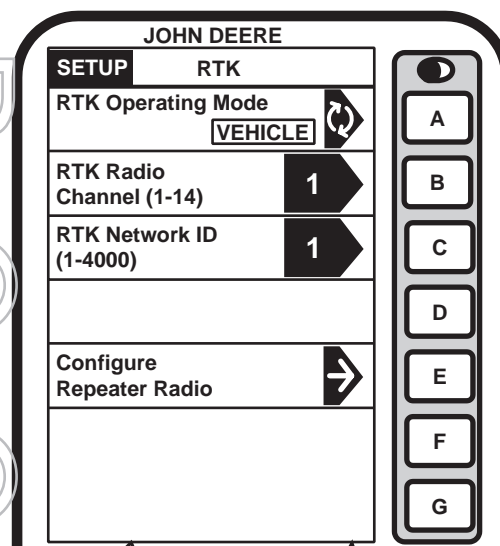 JOHN DEERE
SETUP RTK
RTK Operating Mode
VEHICLE
A
RTK Radio
Channel (1-14)
1
B
RTK Network ID
(1-4000)
1
C
D
Configure
Repeater Radio
E
F
G